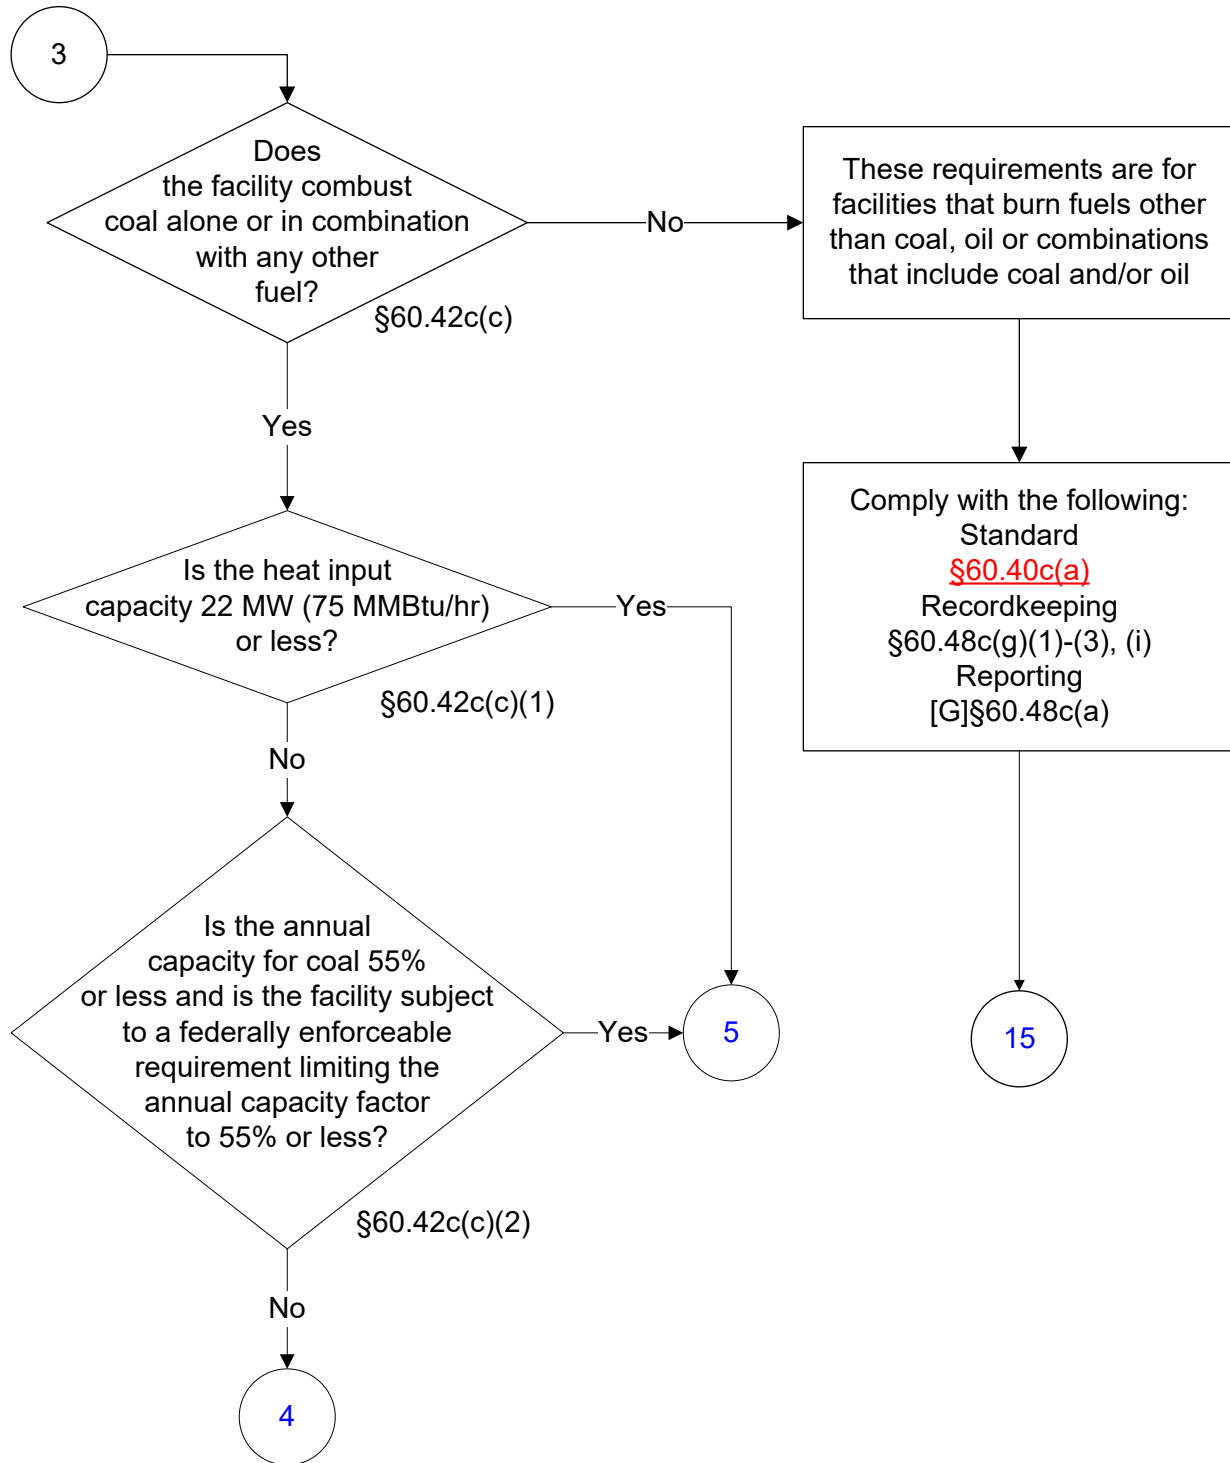 3
Does
the facility combust
coal alone or in combination
with any other
fuel?
§60.42c(c)
No
These requirements are for
facilities that burn fuels other
than coal, oil or combinations
that include coal and/or oil
Yes
Comply with the following:
Standard
§60.40c(a)
Recordkeeping
§60.48c(g)(1)-(3), (i)
Reporting
[G]§60.48c(a)
Is the heat input
capacity 22 MW (75 MMBtu/hr)
or less?
§60.42c(c)(1)
Yes
No
Is the annual
capacity for coal 55%
or less and is the facility subject
to a federally enforceable
requirement limiting the
annual capacity factor
to 55% or less?
§60.42c(c)(2)
Yes
5
15
No
4